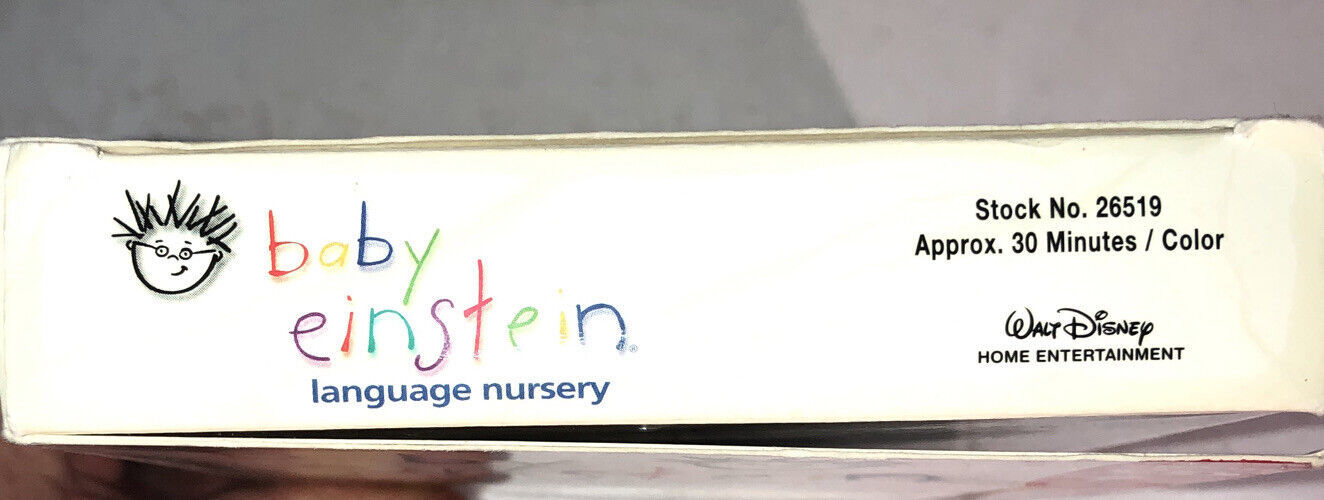 baby
einstein®
language nursery
Stock No. 26519
Approx. 30 Minutes / Color
WALT DISNEY
HOME ENTERTAINMENT